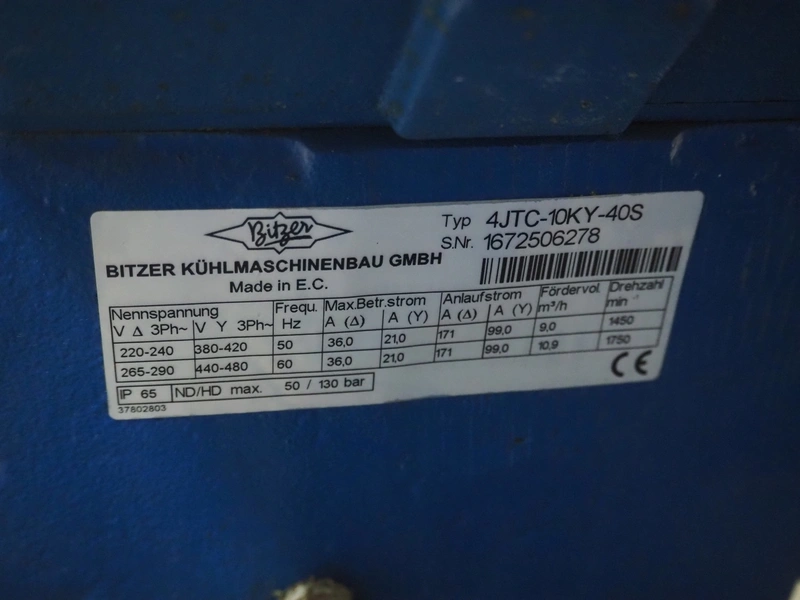 Bitzer
Typ 4JTC-10KY-40S
S.Nr. 1672506278
BITZER KÜHLMASCHINENBAU GMBH
Made in E.C.
Nennspannung Frequ. Max.Betr.strom Anlaufstrom Fördervol. Drehzahl
V Δ 3Ph~ V Y 3Ph~ Hz A (Δ) A (Y) A (Δ) A (Y) m³/h min
220-240 380-420 50 36,0 21,0 171 99,0 9,0 1450
265-290 440-480 60 36,0 21,0 171 99,0 10,9 1750
IP 65 ND/HD max. 50 / 130 bar
CE
37802803